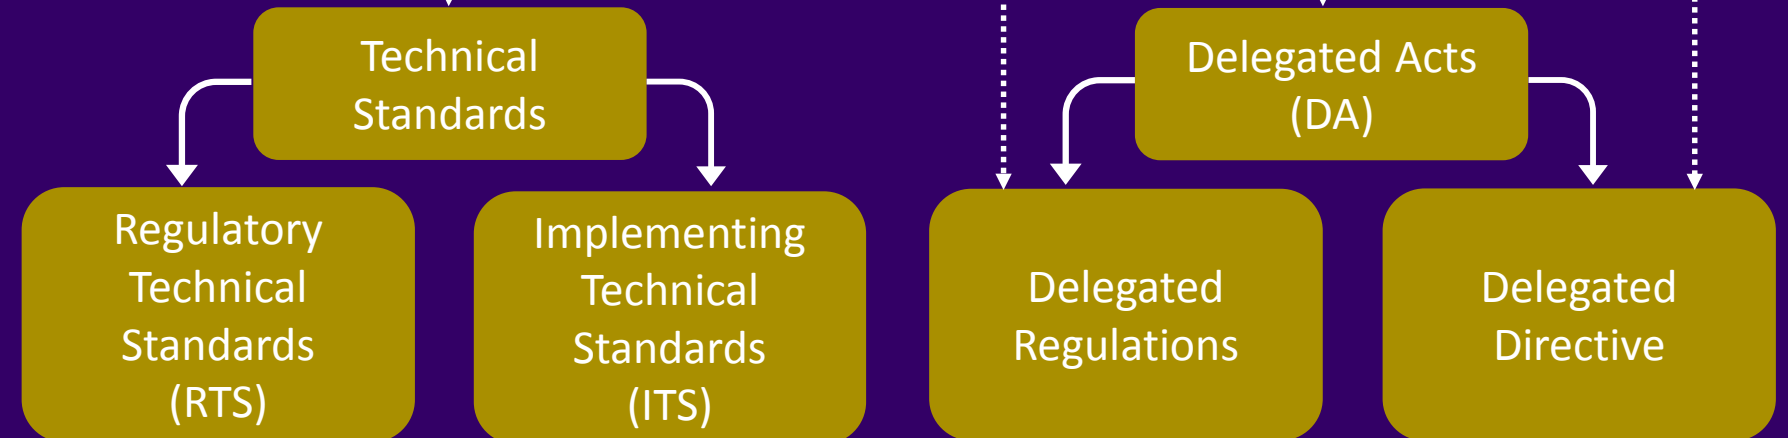 Technical
Standards
Delegated Acts
(DA)
Regulatory
Technical
Standards
(RTS)
Implementing
Technical
Standards
(ITS)
Delegated
Regulations
Delegated
Directive